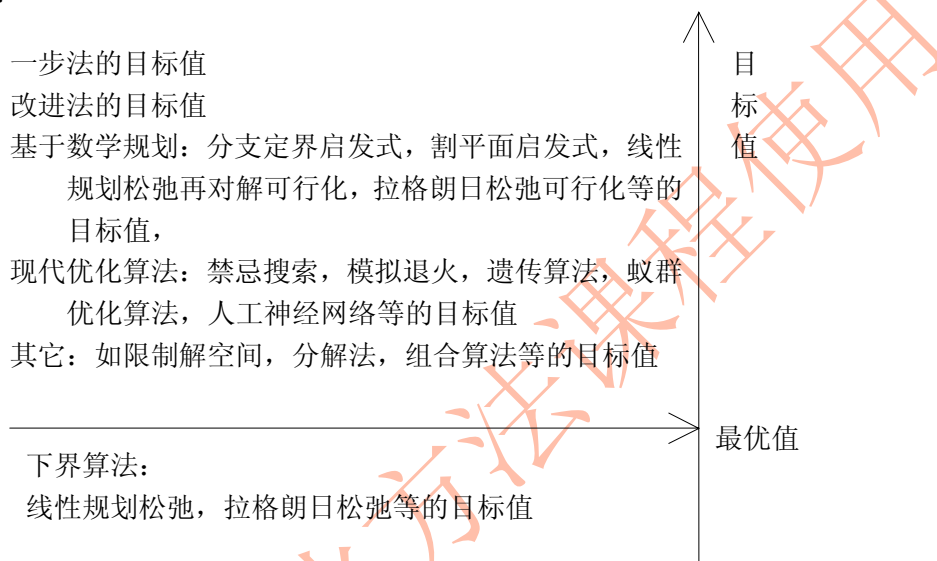 一步法的目标值
改进法的目标值
基于数学规划：分支定界启发式，割平面启发式，线性
规划松弛再对解可行化，拉格朗日松弛可行化等的
目标值，
现代优化算法：禁忌搜索，模拟退火，遗传算法，蚁群
优化算法，人工神经网络等的目标值
其它：如限制解空间，分解法，组合算法等的目标值
目
标
值
最优值
下界算法：
线性规划松弛，拉格朗日松弛等的目标值
方法课程使用